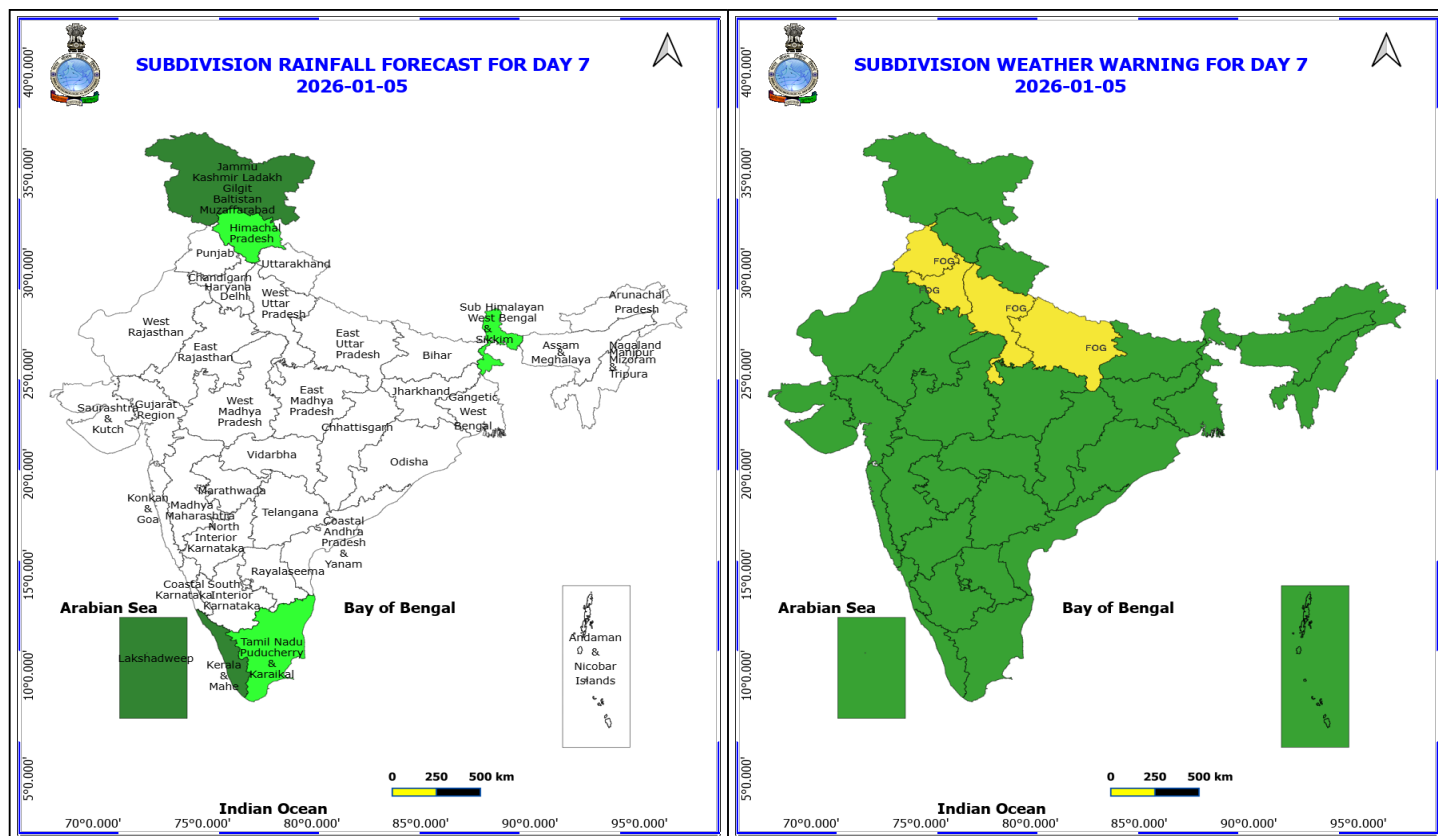 SUBDIVISION RAINFALL FORECAST FOR DAY 7
2026-01-05
40°0.000'
35°0.000'
30°0.000'
25°0.000'
20°0.000'
15°0.000'
10°0.000'
5°0.000'
Jammu
Kashmir Ladakh
Gilgit
Baltistan
Muzaffarabad
Himachal
Pradesh
Punjab
Uttarakhand
Chandigarh
Haryana
Delhi
West
Uttar
Pradesh
Arunachal
Pradesh
Sub Himalayan
West Bengal
&
Sikkim
West
Rajasthan
East
Rajasthan
East
Uttar
Pradesh
Bihar
Assam
&
Meghalaya
Nagaland
Manipur
Mizoram
&
Tripura
Saurashtra
&
Kutch
Gujarat
Region
West
Madhya
Pradesh
East
Madhya
Pradesh
Jharkhand
Gangetic
West
Bengal
Chhattisgarh
Vidarbha
Odisha
Konkan
&
Goa
Madhya
Maharashtra
Marathwada
Telangana
North
Interior
Karnataka
Coastal
Andhra
Pradesh
&
Yanam
Rayalaseema
Coastal
Karnataka
South
Interior
Karnataka
Arabian Sea
Bay of Bengal
Lakshadweep
Kerala
&
Mahe
Tamil Nadu
Puducherry
&
Karaikal
Andaman
&
Nicobar
Islands
0 250 500 km
Indian Ocean
70°0.000' 75°0.000' 80°0.000' 85°0.000' 90°0.000' 95°0.000'
SUBDIVISION WEATHER WARNING FOR DAY 7
2026-01-05
40°0.000'
35°0.000'
30°0.000'
25°0.000'
20°0.000'
15°0.000'
10°0.000'
5°0.000'
FOG
FOG
FOG
FOG
Arabian Sea
Bay of Bengal
0 250 500 km
Indian Ocean
70°0.000' 75°0.000' 80°0.000' 85°0.000' 90°0.000' 95°0.000'